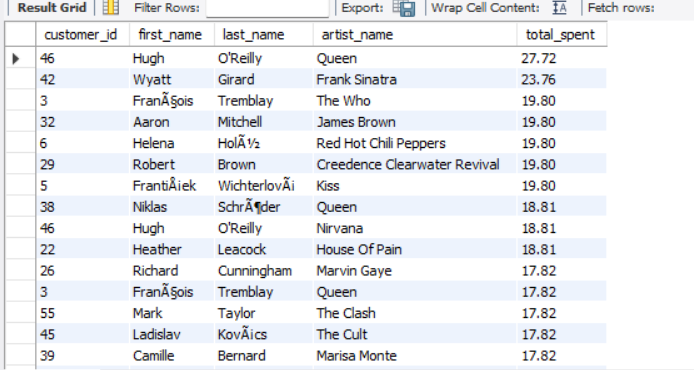 Result Grid Filter Rows: Export: Wrap Cell Content: Fetch rows:
customer_id first_name last_name artist_name total_spent
46 Hugh O'Reilly Queen 27.72
42 Wyatt Girard Frank Sinatra 23.76
3 FranÃ§ois Tremblay The Who 19.80
32 Aaron Mitchell James Brown 19.80
6 Helena HolÃ½ Red Hot Chili Peppers 19.80
29 Robert Brown Creedence Clearwater Revival 19.80
5 FrantiÅ¡ek WichterlovÃ¡ Kiss 19.80
38 Niklas SchrÃ¶der Queen 18.81
46 Hugh O'Reilly Nirvana 18.81
22 Heather Leacock House Of Pain 18.81
26 Richard Cunningham Marvin Gaye 17.82
3 FranÃ§ois Tremblay Queen 17.82
55 Mark Taylor The Clash 17.82
45 Ladislav KovÃ¡cs The Cult 17.82
39 Camille Bernard Marisa Monte 17.82